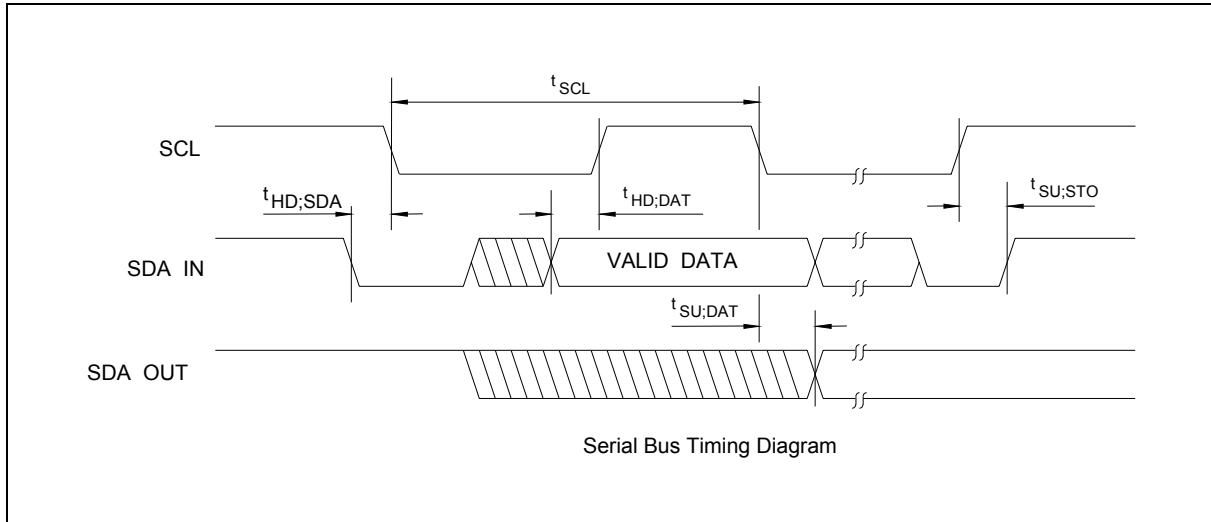 t SCL
SCL
t HD;SDA
t HD;DAT
t SU;STO
SDA IN
VALID DATA
t SU;DAT
SDA OUT
Serial Bus Timing Diagram